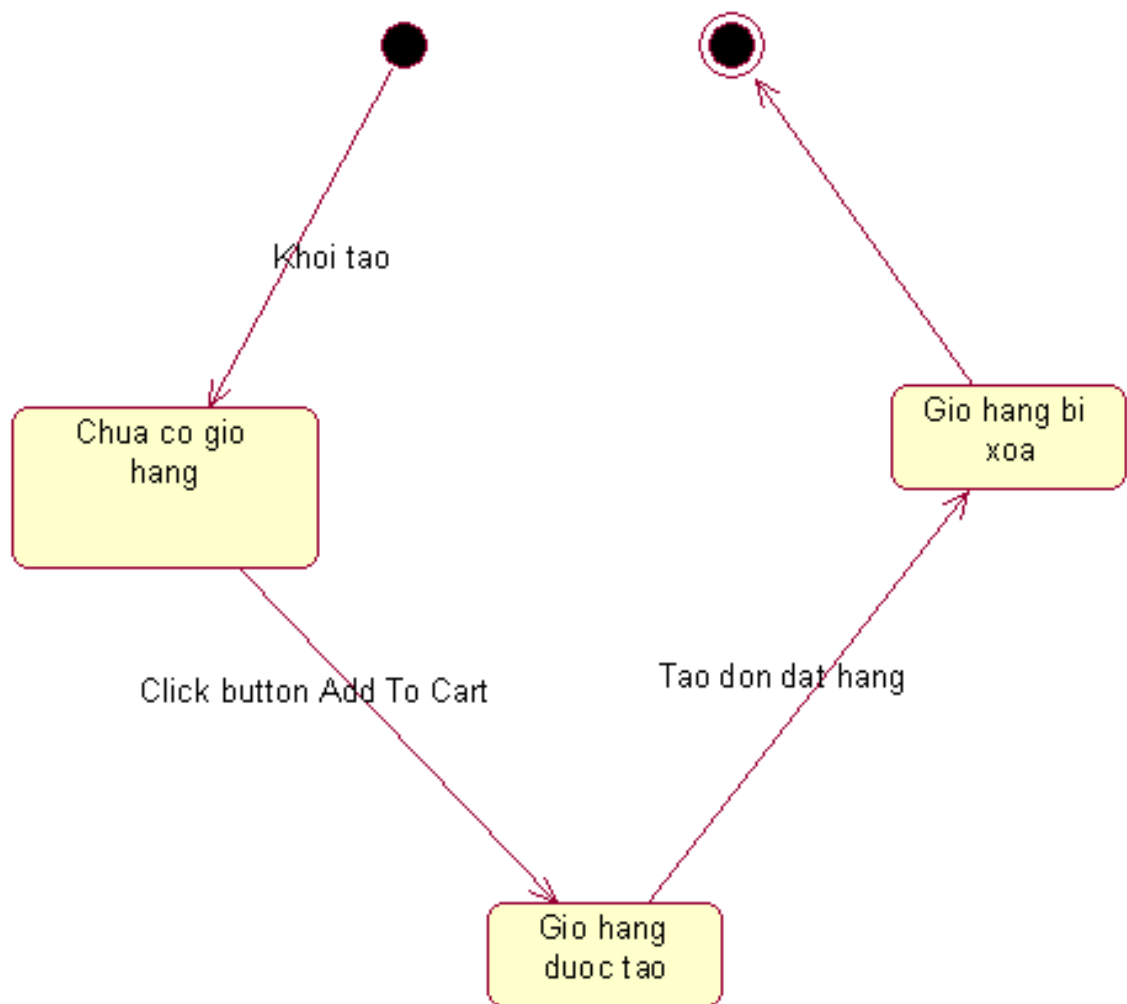 Khoi tao
Chua co gio
hang
Gio hang bi
xoa
Click button Add To Cart
Tao don dat hang
Gio hang
duoc tao